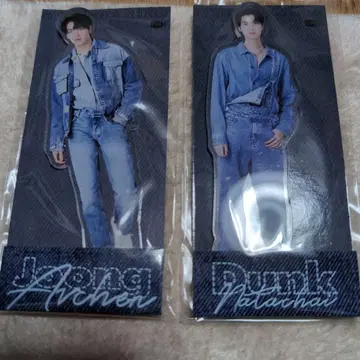 Joong
Archen
Dunk
Natachai